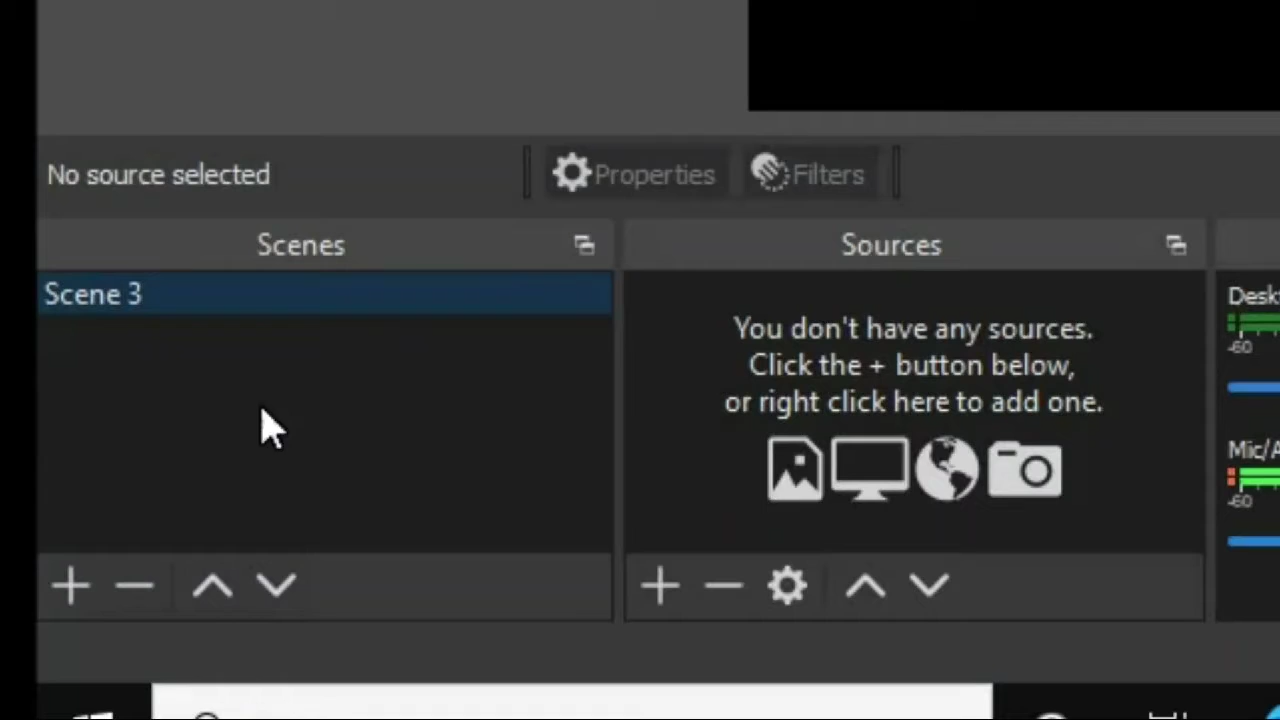 No source selected
Properties
Filters
Scenes
Sources
Scene 3
You don't have any sources.
Click the + button below,
or right click here to add one.
-60
-60